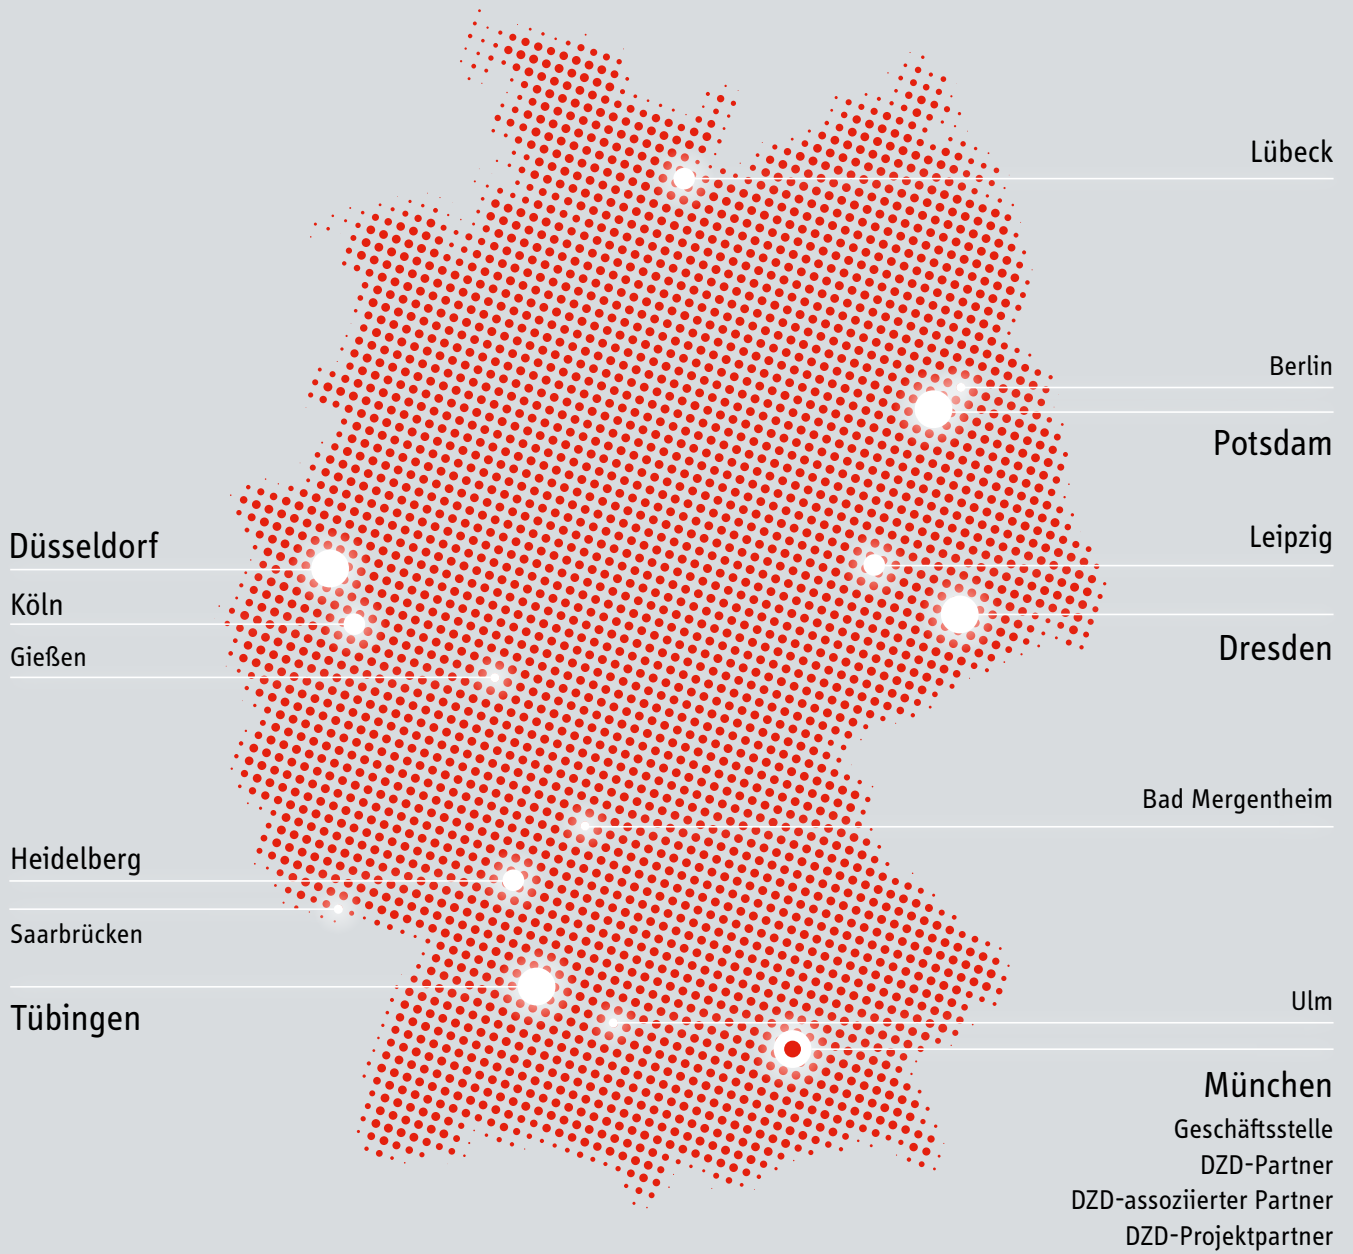 Lübeck
Berlin
Potsdam
Leipzig
Düsseldorf
Köln
Dresden
Gießen
Bad Mergentheim
Heidelberg
Saarbrücken
Ulm
Tübingen
München
Geschäftsstelle
DZD-Partner
DZD-assoziierter Partner
DZD-Projektpartner